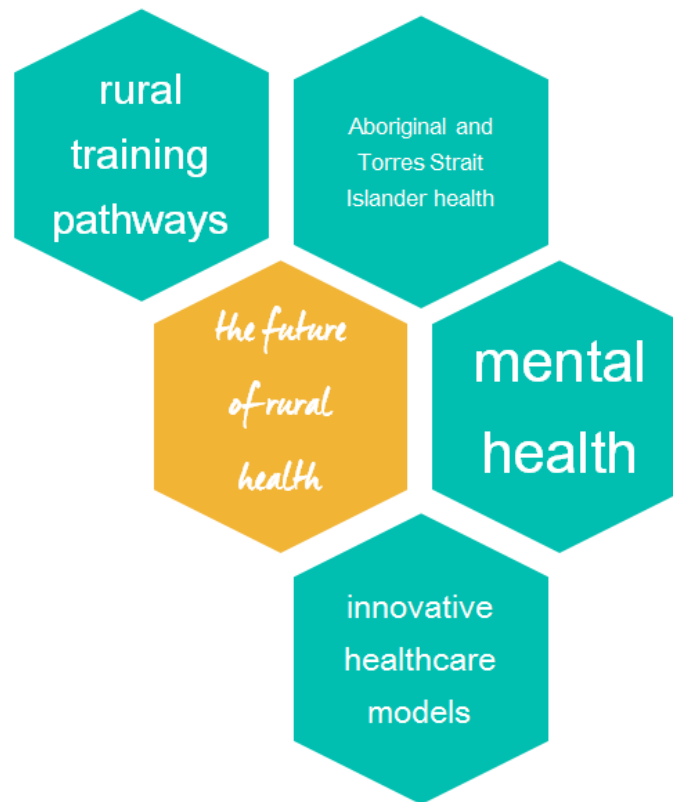 rural
training
pathways
Aboriginal and
Torres Strait
Islander health
the future
of rural
health
mental
health
innovative
healthcare
models